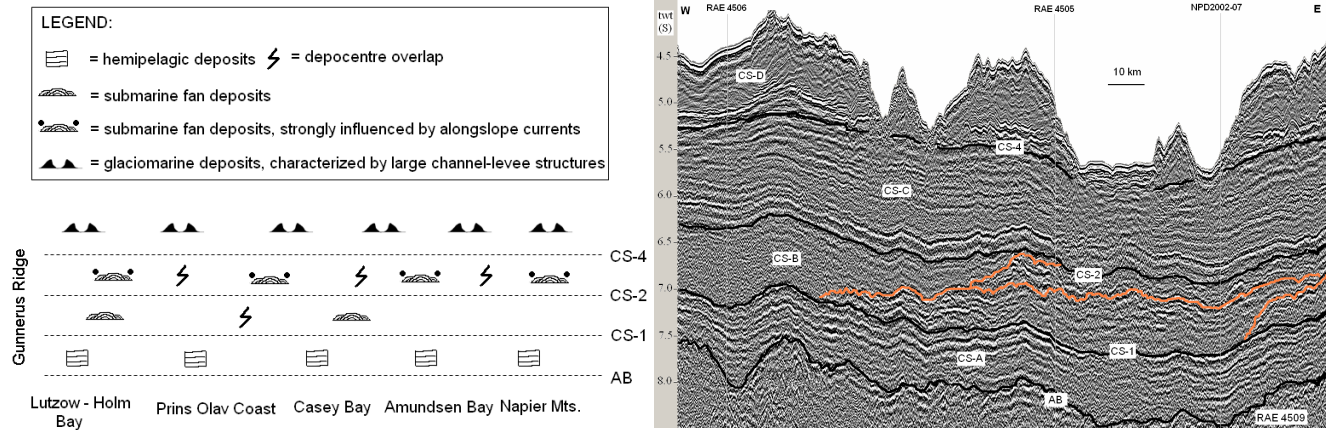 LEGEND:
= hemipelagic deposits
= depocentre overlap
= submarine fan deposits
= submarine fan deposits, strongly influenced by alongslope currents
= glaciomarine deposits, characterized by large channel-levee structures
Gunnerus Ridge
CS-4
CS-2
CS-1
AB
Lutzow - Holm
Bay
Prins Olav Coast
Casey Bay
Amundsen Bay
Napier Mts.
twt
(S)
W
RAE 4506
RAE 4505
NPD2002-07
E
4.5
5.0
5.5
6.0
7.0
7.5
8.0
10 km
CS-D
CS-4
CS-C
CS-B
CS-2
CS-A
CS-1
AB
RAE 4509